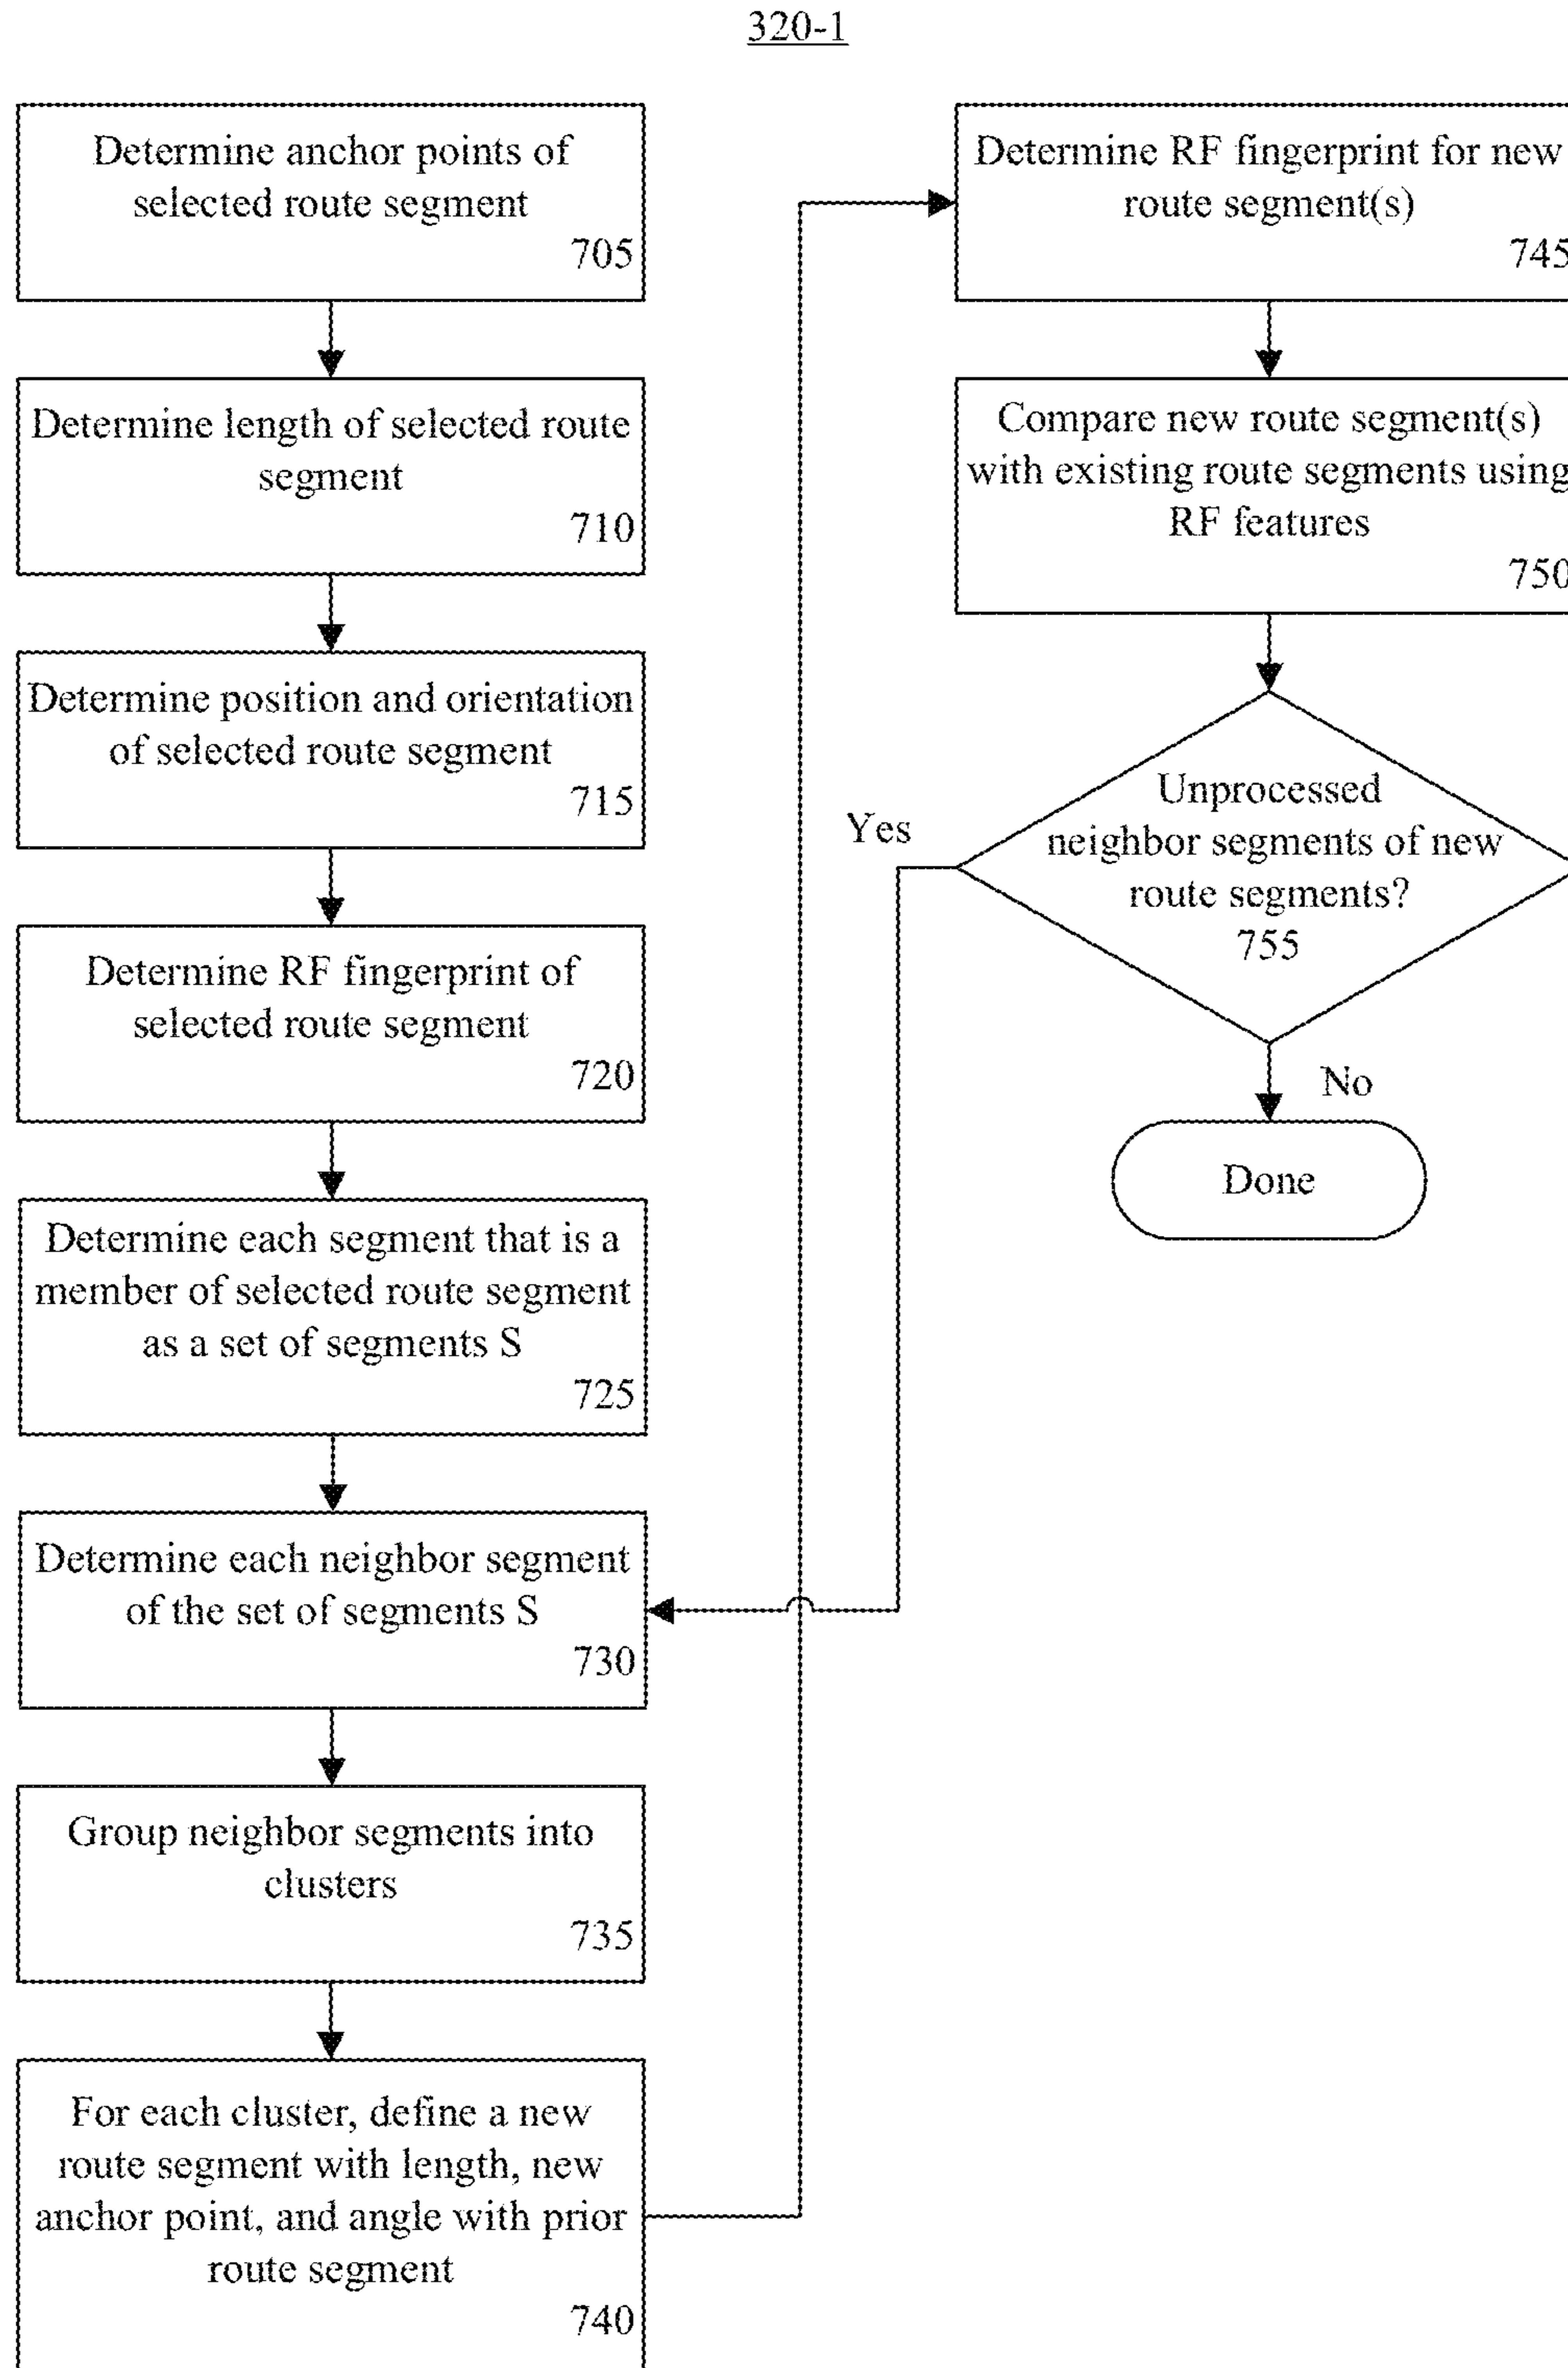 320-1
Determine anchor points of
selected route segment
705
Determine length of selected route
segment
710
Determine position and orientation
of selected route segment
715
Determine RF fingerprint of
selected route segment
720
Determine each segment that is a
member of selected route segment
as a set of segments S
725
Determine each neighbor segment
of the set of segments S
730
Group neighbor segments into
clusters
735
For each cluster, define a new
route segment with length, new
anchor point, and angle with prior
route segment
740
Determine RF fingerprint for new
route segment(s)
745
Compare new route segment(s)
with existing route segments using
RF features
750
Unprocessed
neighbor segments of new
route segments?
755
Yes
No
Done